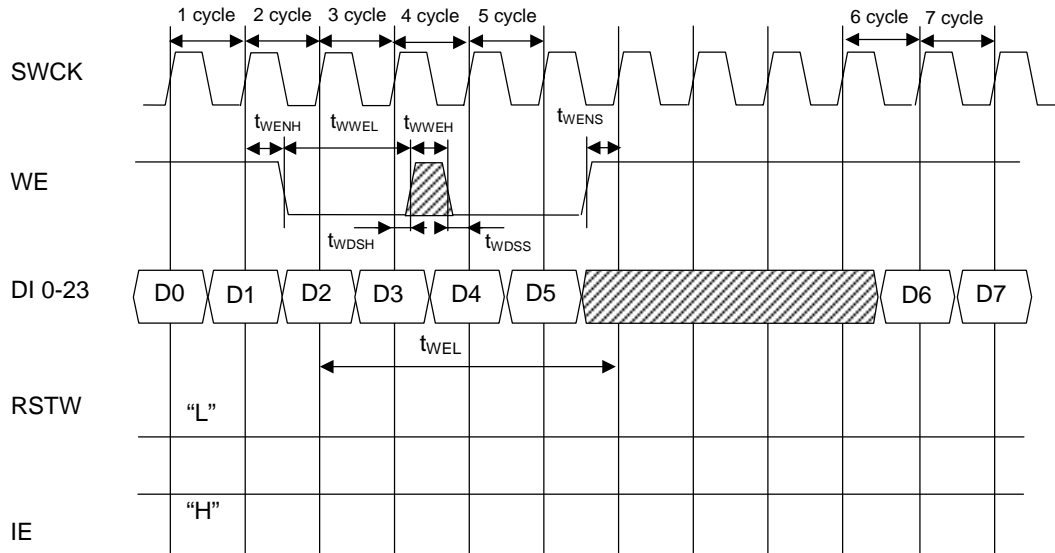 1 cycle 2 cycle 3 cycle 4 cycle 5 cycle 6 cycle 7 cycle
SWCK
tWENH tWWEL tWWEH tWENS
WE
tWDSH tWDSS
DI 0-23 D0 D1 D2 D3 D4 D5 D6 D7
tWEL
RSTW “L”
“H”
IE